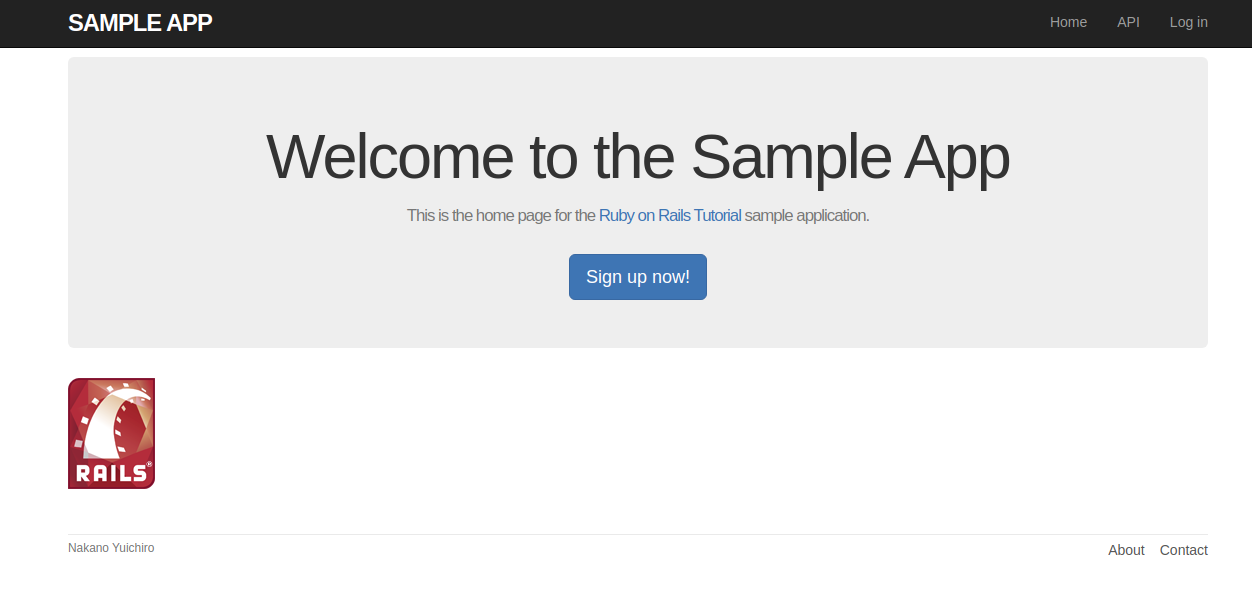 SAMPLE APP
Home API Log in
Welcome to the Sample App
This is the home page for the Ruby on Rails Tutorial sample application.
Sign up now!
RAILS®
Nakano Yuichiro
About Contact